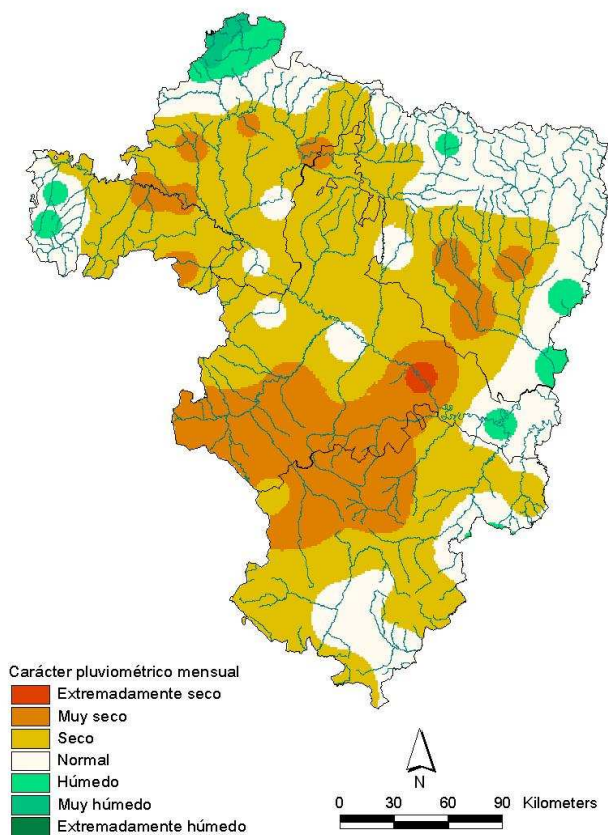 Carácter pluviométrico mensual
Extremadamente seco
Muy seco
Seco
Normal
Húmedo
Muy húmedo
Extremadamente húmedo
N
0 30 60 90 Kilometers